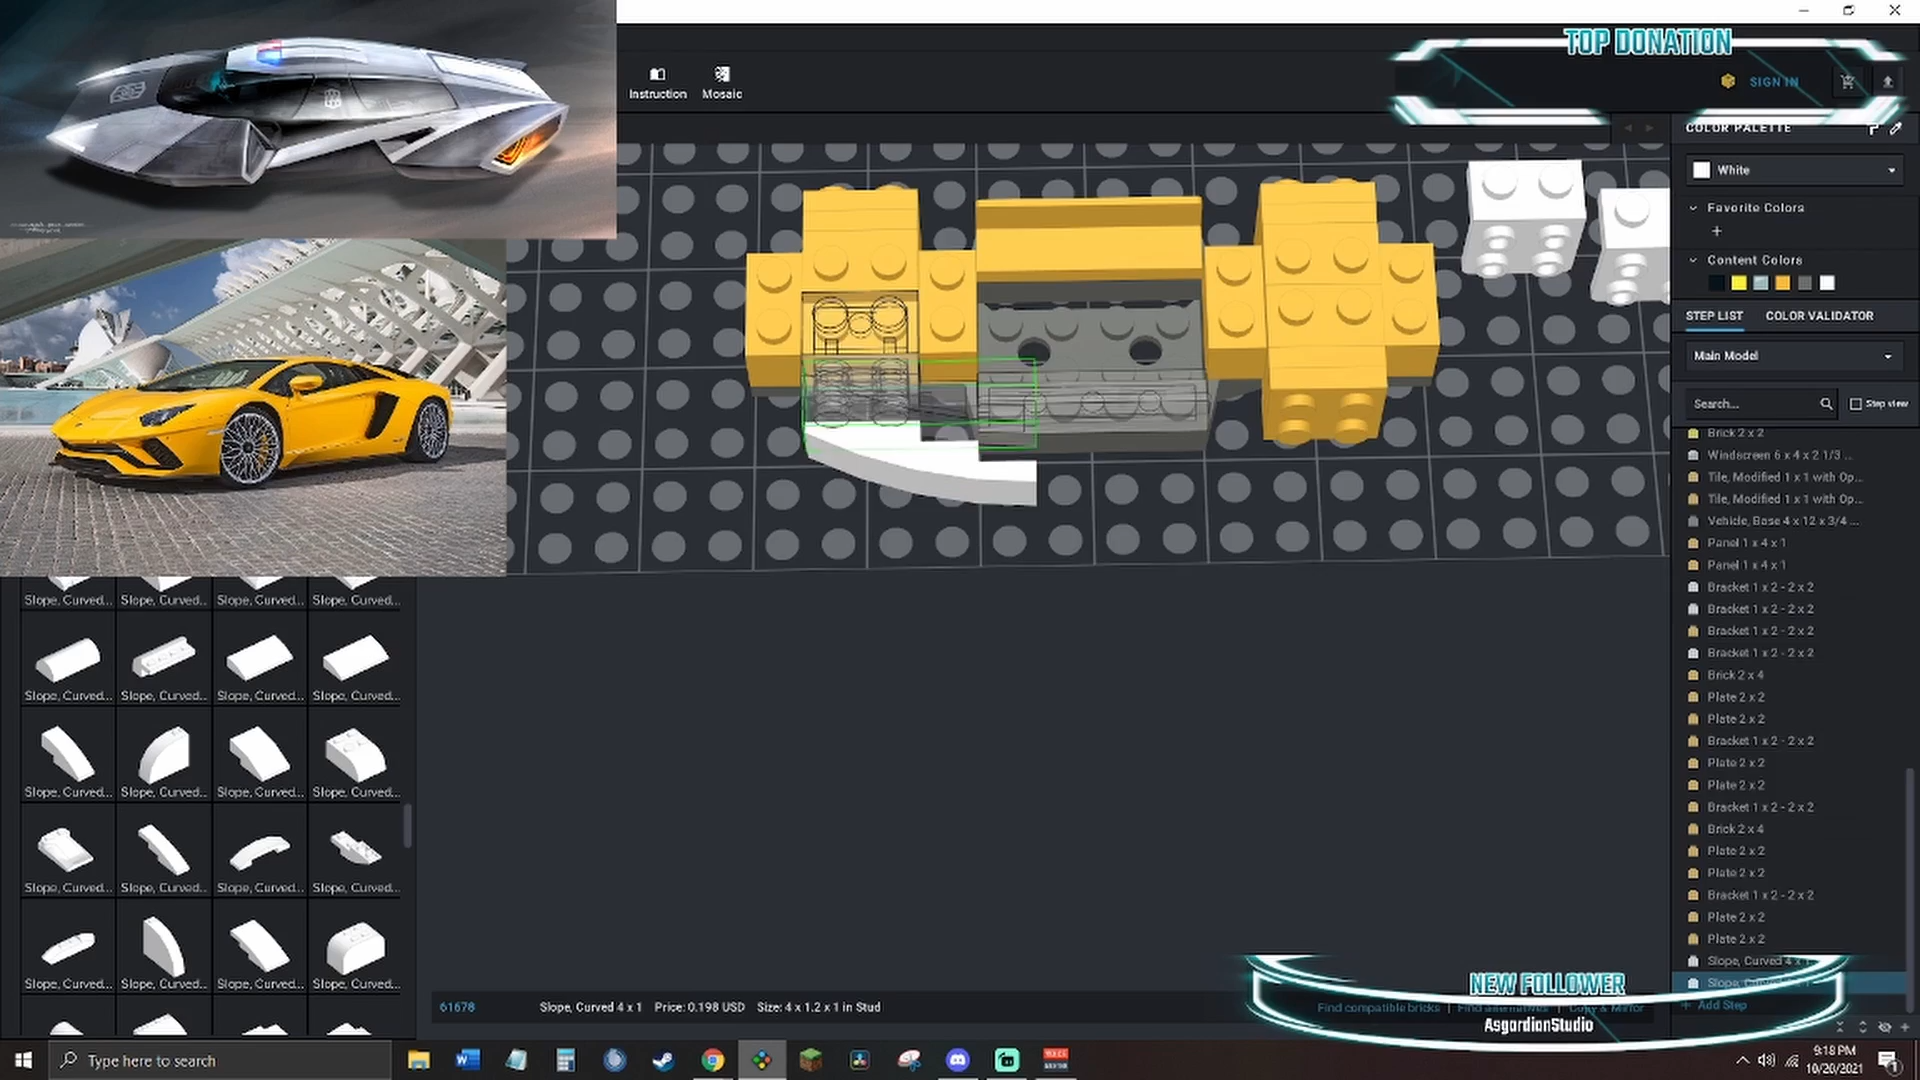 TOP DONATION
Instruction
Mosaic
SIGN IN
COLOR PALETTE
White
Favorite Colors
Content Colors
STEP LIST
COLOR VALIDATOR
Main Model
Search...
Step view
Brick 2 x 2
Windscreen 6 x 4 x 2 1/3 ...
Tile, Modified 1 x 1 with Op...
Tile, Modified 1 x 1 with Op...
Vehicle, Base 4 x 12 x 3/4 ...
Panel 1 x 4 x 1
Panel 1 x 4 x 1
Bracket 1 x 2 - 2 x 2
Bracket 1 x 2 - 2 x 2
Bracket 1 x 2 - 2 x 2
Bracket 1 x 2 - 2 x 2
Brick 2 x 4
Plate 2 x 2
Plate 2 x 2
Bracket 1 x 2 - 2 x 2
Plate 2 x 2
Plate 2 x 2
Bracket 1 x 2 - 2 x 2
Brick 2 x 4
Plate 2 x 2
Plate 2 x 2
Bracket 1 x 2 - 2 x 2
Plate 2 x 2
Plate 2 x 2
Slope, Curved 4 x 1
+ Add Step
Slope, Curved... Slope, Curved... Slope, Curved... Slope, Curved...
Slope, Curved... Slope, Curved... Slope, Curved... Slope, Curved...
Slope, Curved... Slope, Curved... Slope, Curved... Slope, Curved...
Slope, Curved... Slope, Curved... Slope, Curved... Slope, Curved...
Slope, Curved... Slope, Curved... Slope, Curved... Slope, Curved...
61678 Slope, Curved 4 x 1 Price: 0.198 USD Size: 4 x 1.2 x 1 in Stud
Find compatible bricks | Find alternatives | Copy & Mirror
NEW FOLLOWER
AsgardianStudio
Type here to search
9:18 PM
10/20/2021